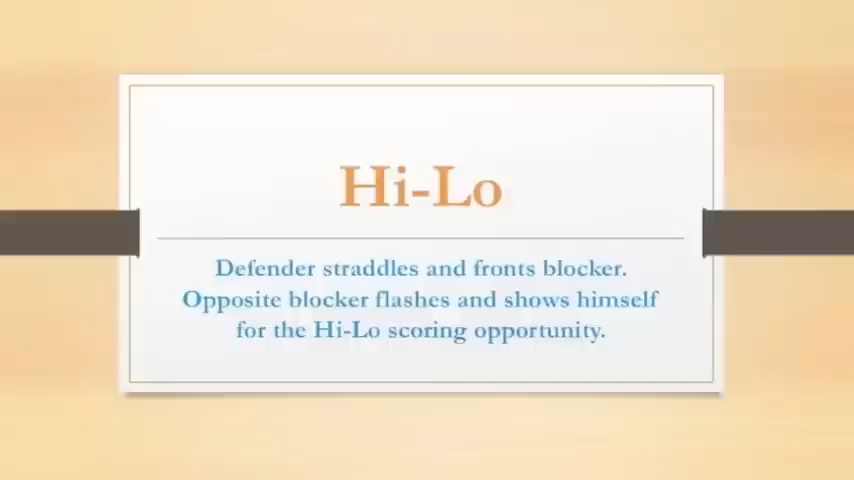 Hi-Lo
Defender straddles and fronts blocker.
Opposite blocker flashes and shows himself
for the Hi-Lo scoring opportunity.